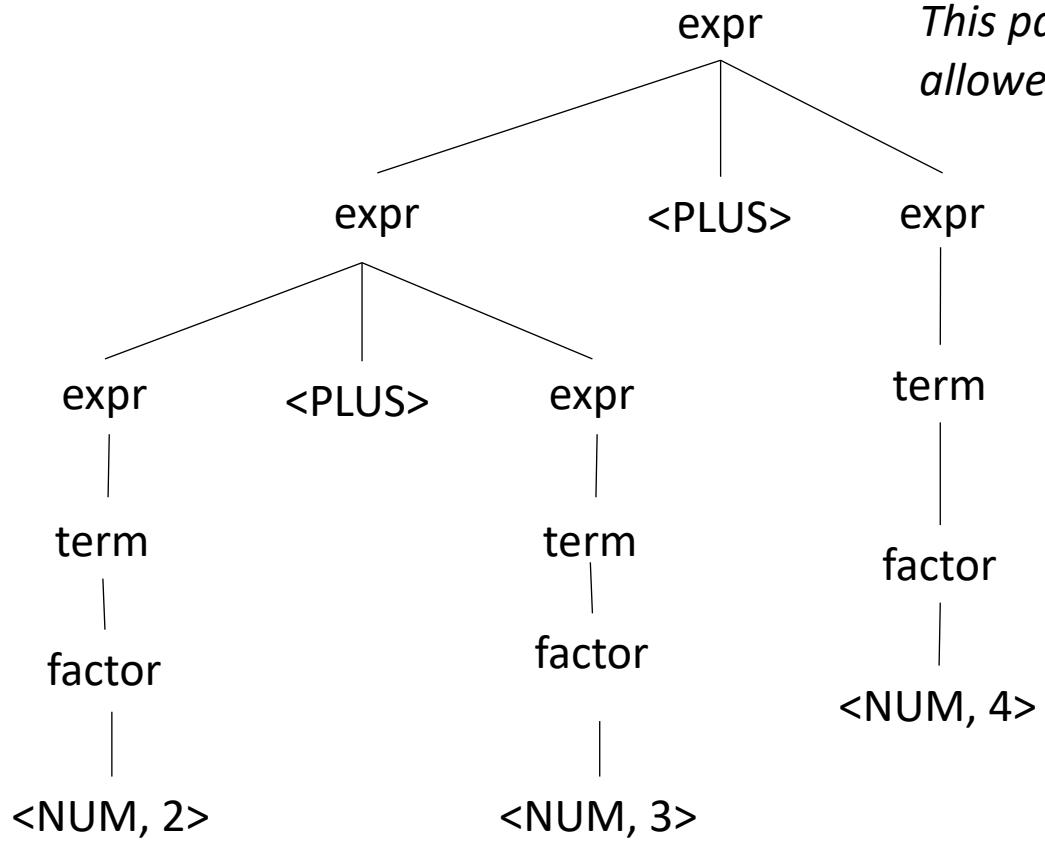 expr
This
allowe
expr <PLUS> expr
expr <PLUS> expr
term
term
term
factor
factor
factor
<NUM, 4>
<NUM, 2>
<NUM, 3>